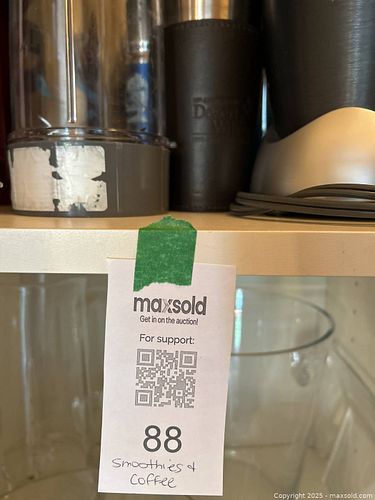 maxsold
Get in on the auction!
For support:
88
Smoothies &
Coffee
Copyright 2025 - maxsold.com